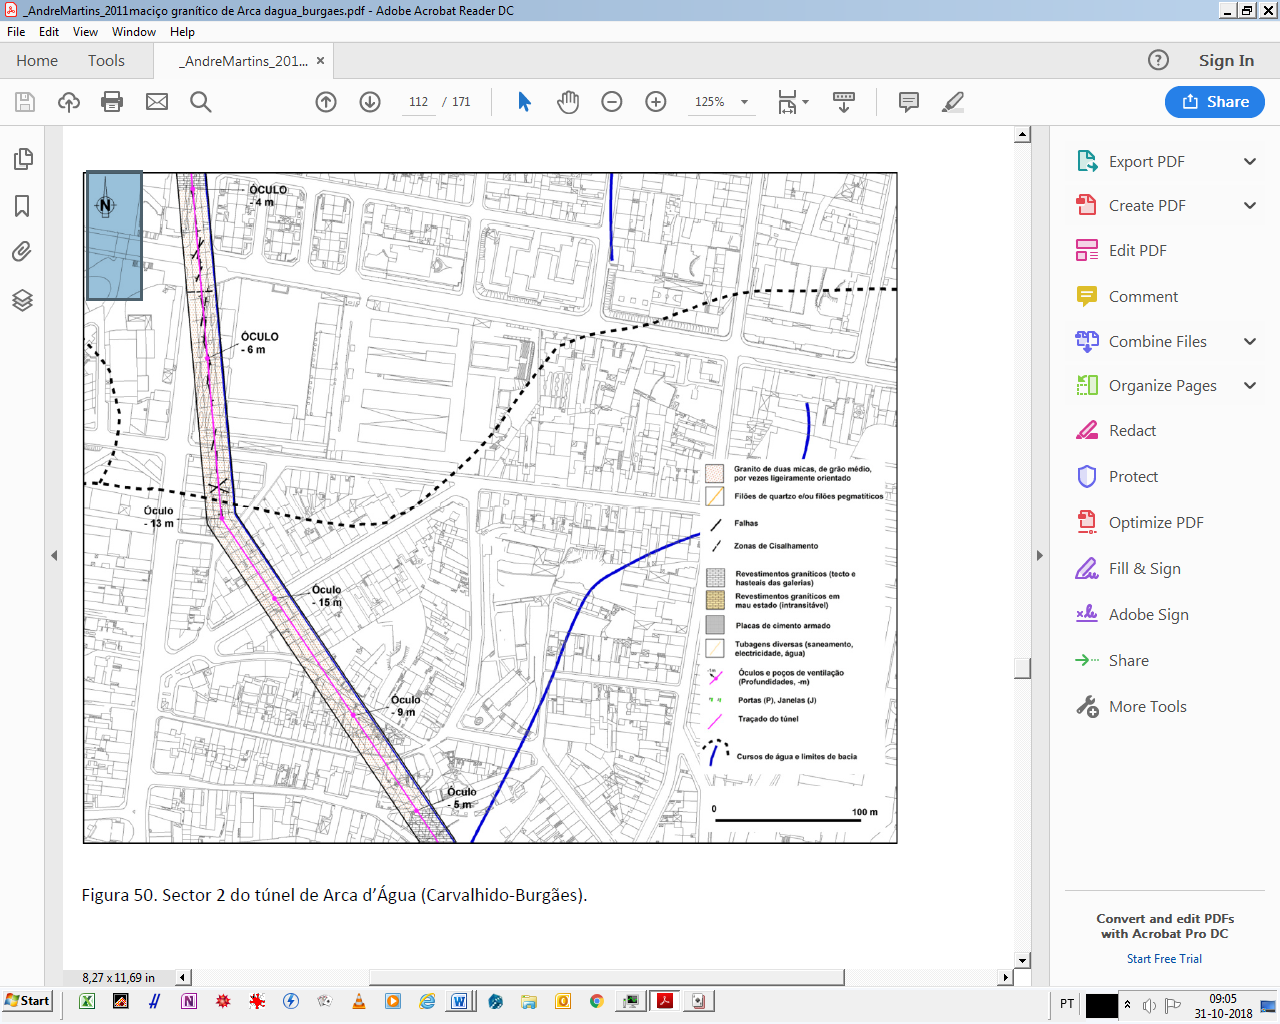 _AndreMartins_2011maciço granítico de Arca dagua_burgaes.pdf - Adobe Acrobat Reader DC
File Edit View Window Help
Home Tools _AndreMartins_201... × Sign In
112 / 171 125% Share
N
ÓCULO
- 4 m
ÓCULO
- 6 m
Óculo
- 13 m
Óculo
- 15 m
Óculo
- 9 m
Óculo
- 5 m
Granito de duas micas, de grão médio,
por vezes ligeiramente orientado
Filões de quartzo e/ou filões pegmatíticos
Falhas
Zonas de Cisalhamento
Revestimentos graníticos (tecto e
hasteais das galerias)
Revestimentos graníticos em
mau estado (intransitável)
Placas de cimento armado
Tubagens diversas (saneamento,
electricidade, água)
Óculos e poços de ventilação
(Profundidades, -m)
Portas (P), Janelas (J)
Traçado do túnel
Cursos de água e limites de bacia
0 100 m
Figura 50. Sector 2 do túnel de Arca d’Água (Carvalhido-Burgães).
8,27 x 11,69 in
Export PDF
Create PDF
Edit PDF
Comment
Combine Files
Organize Pages
Redact
Protect
Optimize PDF
Fill & Sign
Adobe Sign
Share
More Tools
Convert and edit PDFs
with Acrobat Pro DC
Start Free Trial
Start PT 09:05
31-10-2018